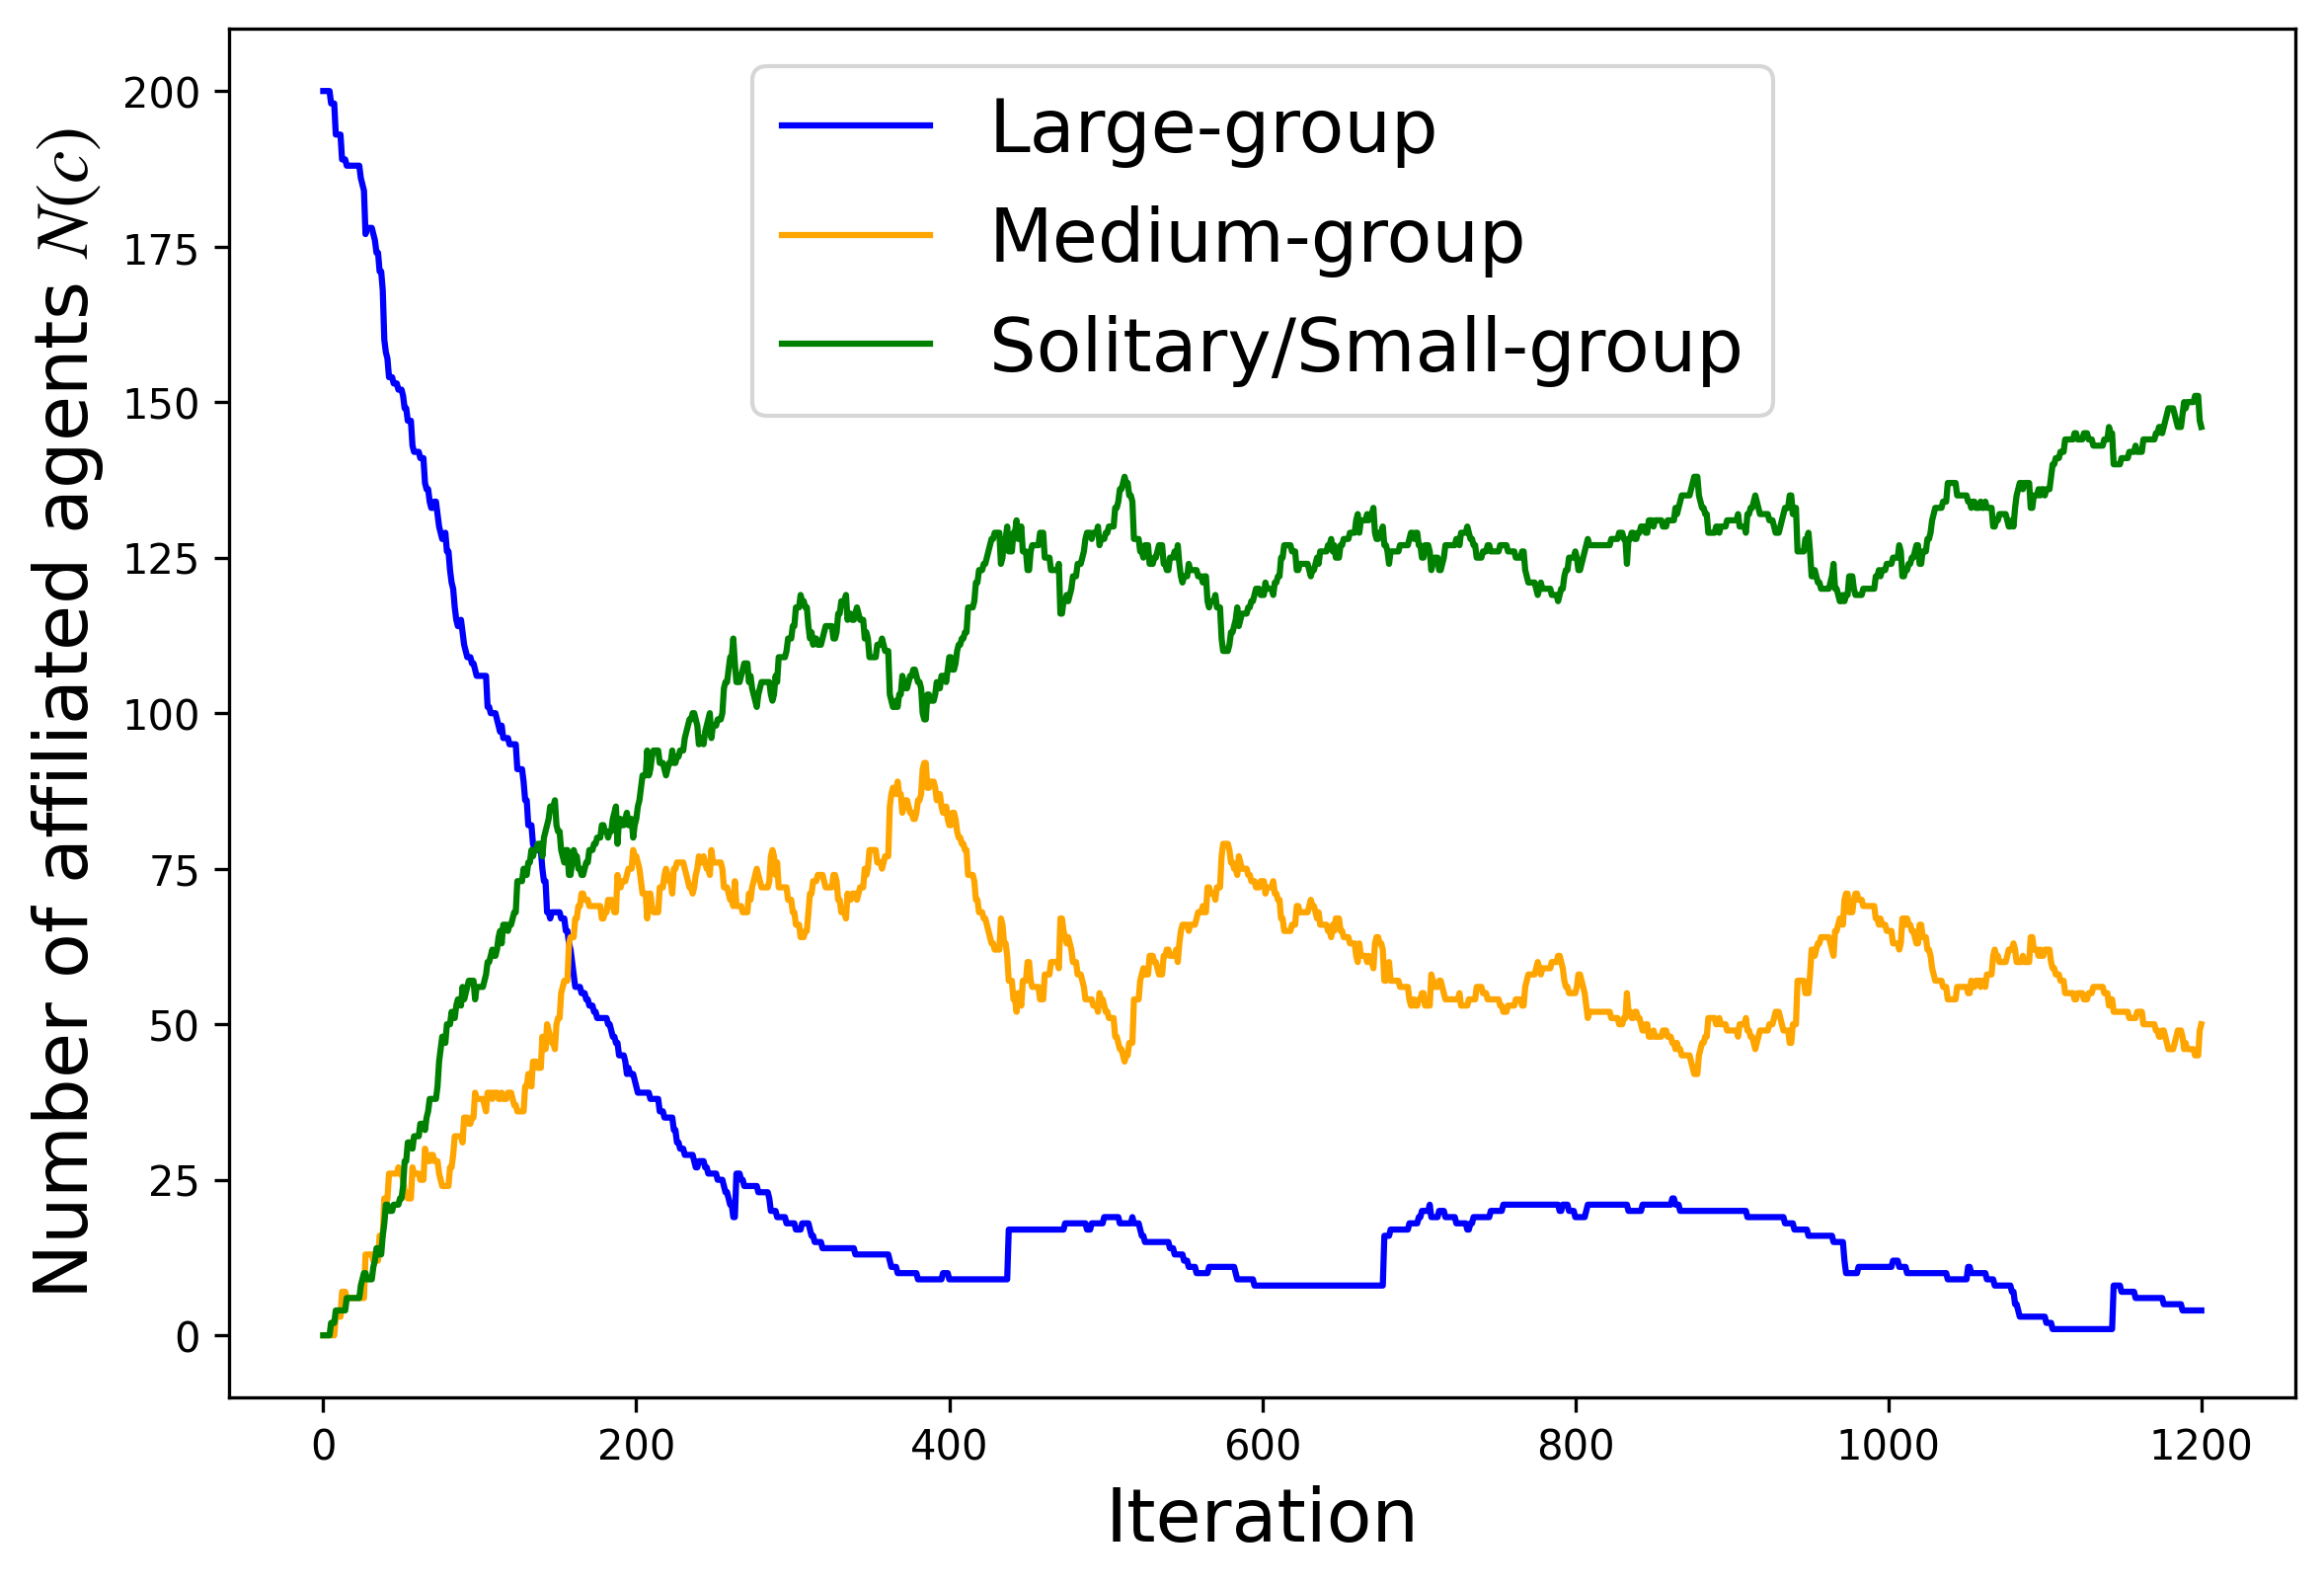 Number of affiliated agents N(c)
200
175
150
125
100
75
50
25
0
Large-group
Medium-group
Solitary/Small-group
0 200 400 600 800 1000 1200
Iteration